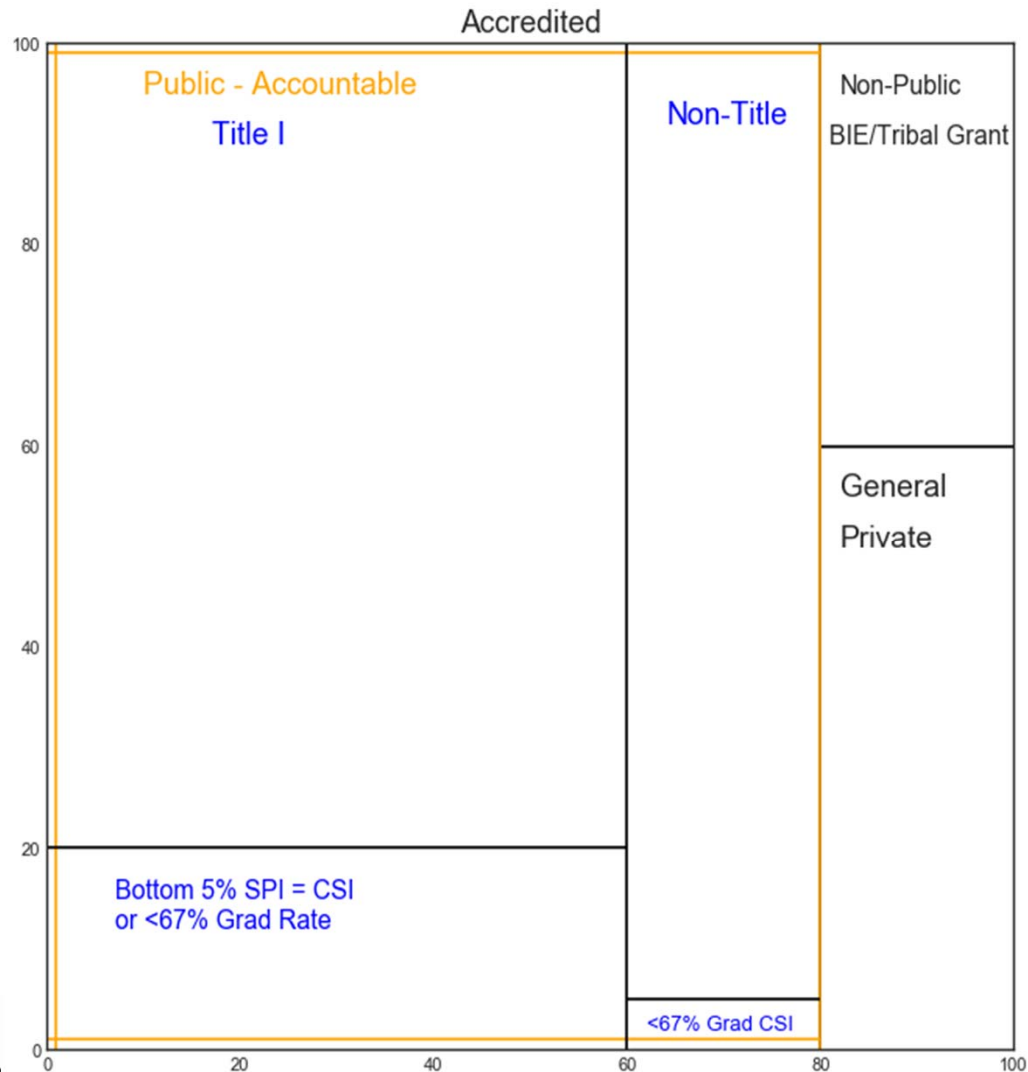 Accredited
100
Public - Accountable
Title I
Non-Title
Non-Public
BIE/Tribal Grant
80
60
General
Private
40
20
Bottom 5% SPI = CSI
or <67% Grad Rate
<67% Grad CSI
0
0
20
40
60
80
100